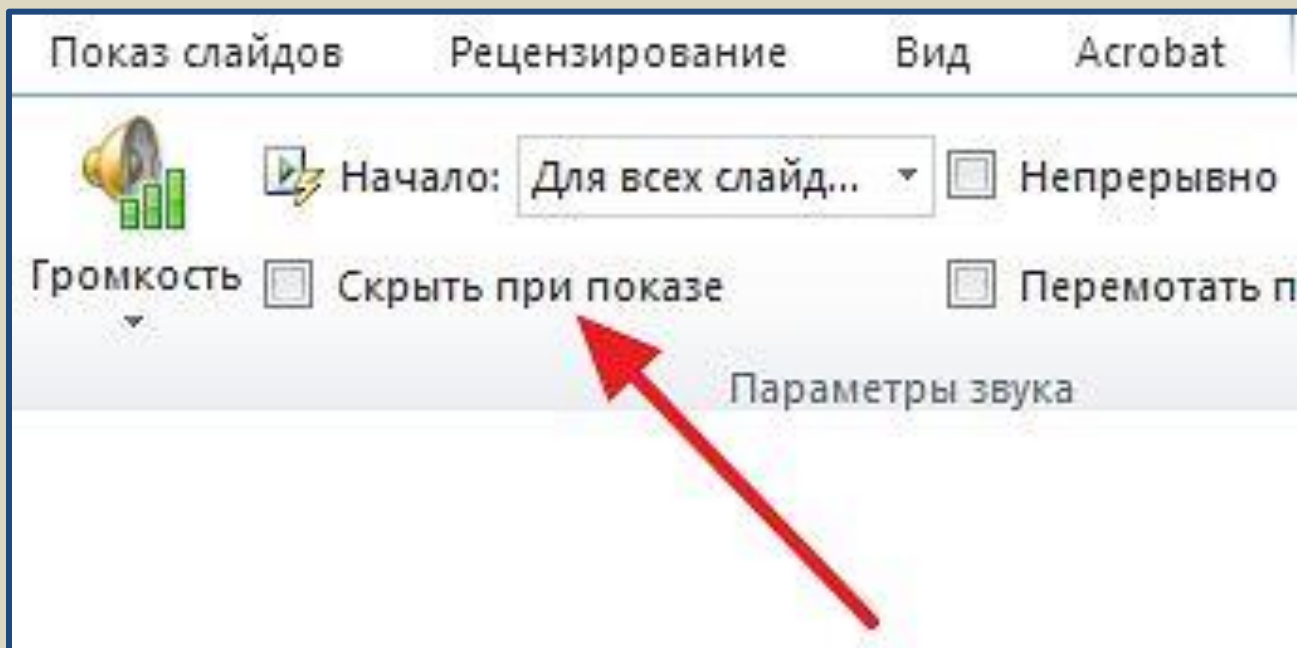 Показ слайдов Рецензирование Вид Acrobat
Начало: Для всех слайд... Непрерывно
Громкость Скрыть при показе Перемотать п
Параметры звука